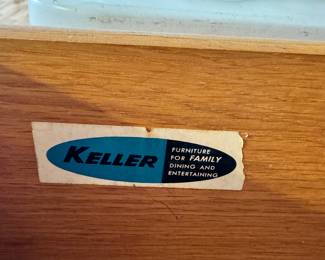 KELLER
FURNITURE
FOR FAMILY
DINING AND
ENTERTAINING